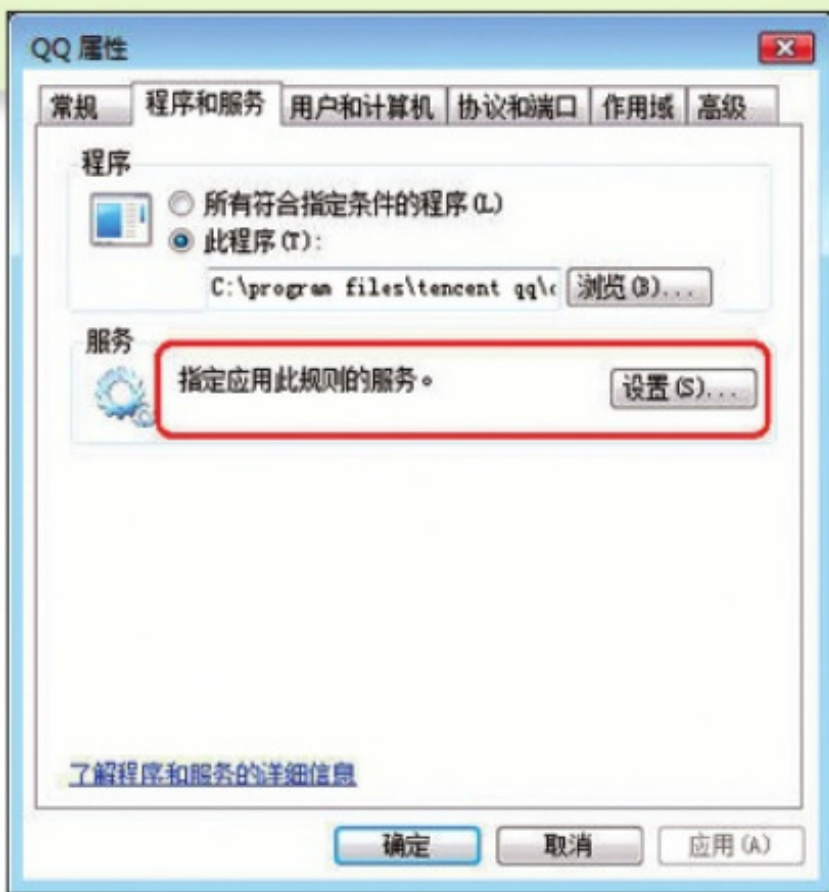 QQ 属性
常规 程序和服务 用户和计算机 协议和端口 作用域 高级
程序
所有符合指定条件的程序(L)
此程序(T):
C:\program files\tencent qq\ 浏览(B)...
服务
指定应用此规则的服务。 设置(S)...
了解程序和服务的详细信息
确定 取消 应用(A)